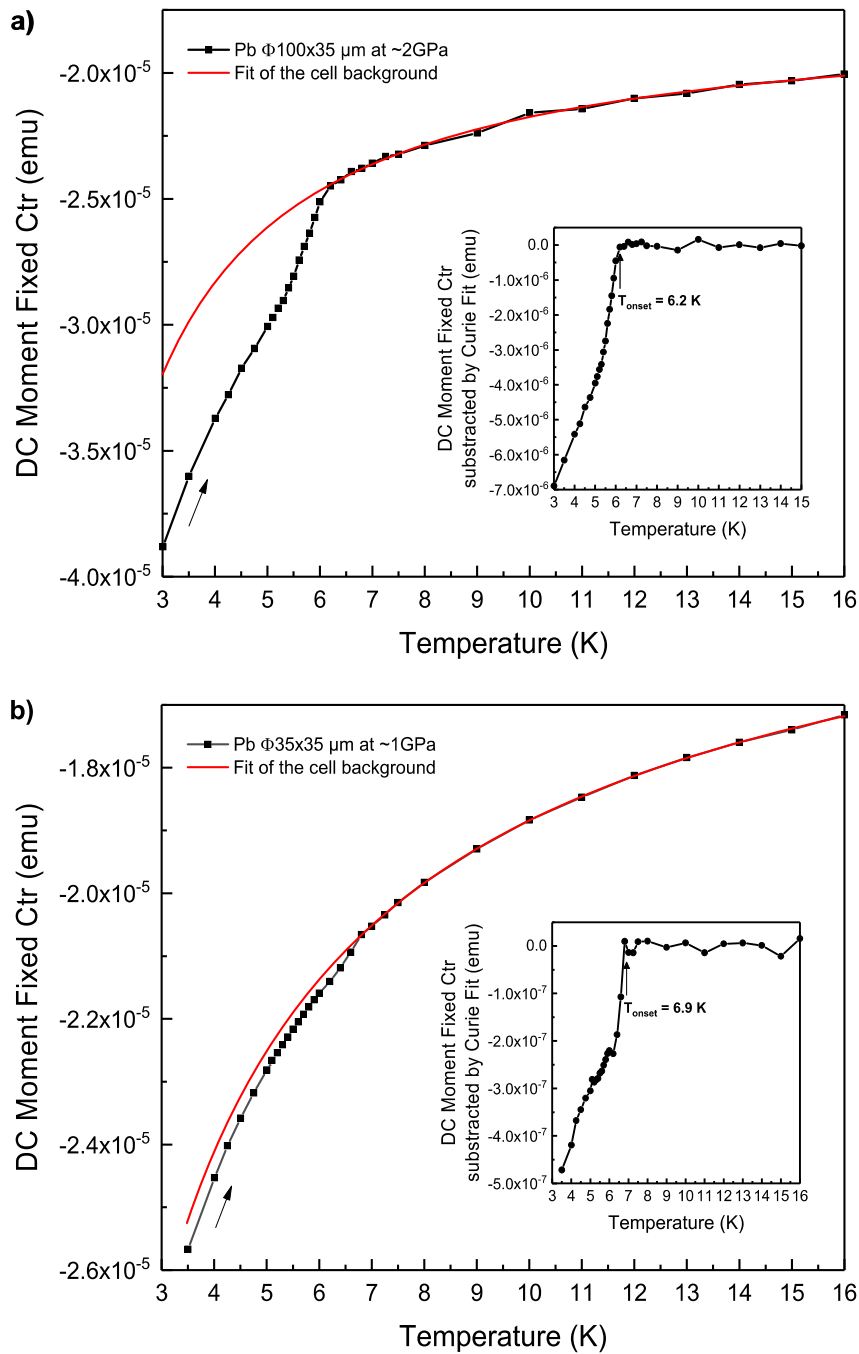 a)
Pb Φ100x35 µm at ~2GPa
Fit of the cell background
-2.0x10⁻⁵
-2.5x10⁻⁵
-3.0x10⁻⁵
-3.5x10⁻⁵
-4.0x10⁻⁵
DC Moment Fixed Ctr (emu)
3 4 5 6 7 8 9 10 11 12 13 14 15 16
Temperature (K)
0.0
-1.0x10⁻⁶
-2.0x10⁻⁶
-3.0x10⁻⁶
-4.0x10⁻⁶
-5.0x10⁻⁶
-6.0x10⁻⁶
-7.0x10⁻⁶
DC Moment Fixed Ctr
substracted by Curie Fit (emu)
Tonset = 6.2 K
3 4 5 6 7 8 9 10 11 12 13 14 15
Temperature (K)
b)
Pb Φ35x35 µm at ~1GPa
Fit of the cell background
-1.8x10⁻⁵
-2.0x10⁻⁵
-2.2x10⁻⁵
-2.4x10⁻⁵
-2.6x10⁻⁵
DC Moment Fixed Ctr (emu)
3 4 5 6 7 8 9 10 11 12 13 14 15 16
Temperature (K)
0.0
-1.0x10⁻⁷
-2.0x10⁻⁷
-3.0x10⁻⁷
-4.0x10⁻⁷
-5.0x10⁻⁷
DC Moment Fixed Ctr
substracted by Curie Fit (emu)
Tonset = 6.9 K
3 4 5 6 7 8 9 10 11 12 13 14 15 16
Temperature (K)